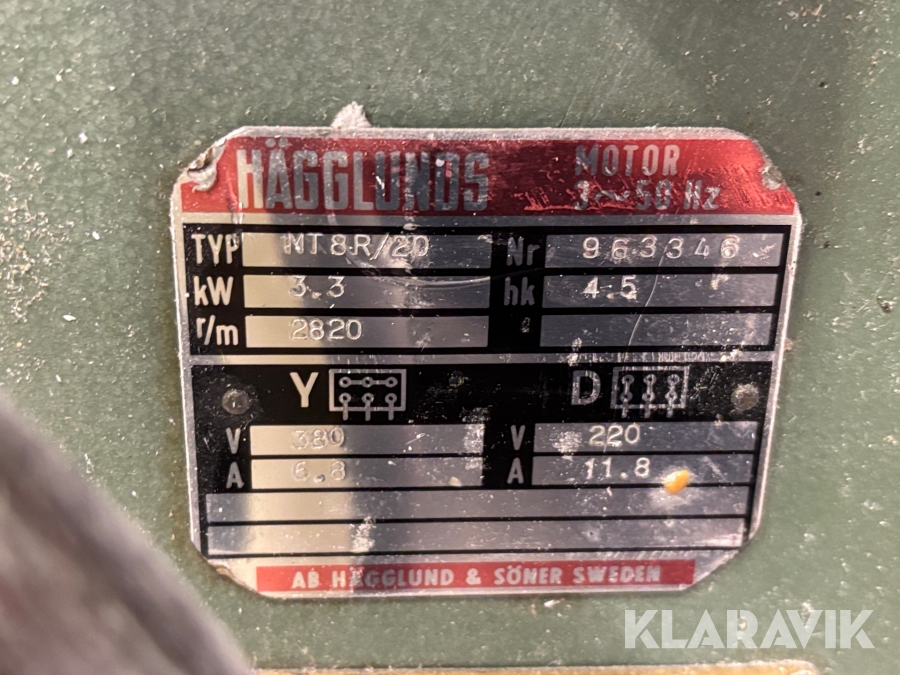 HÄGGLUNDS MOTOR
3~50 Hz
TYP MT8R/20 Nr 963346
kW 3.3 hk 4.5
r/m 2820
Y D
V 380 V 220
A 6.8 A 11.8
AB HÄGGLUND & SÖNER SWEDEN
KLARAVIK